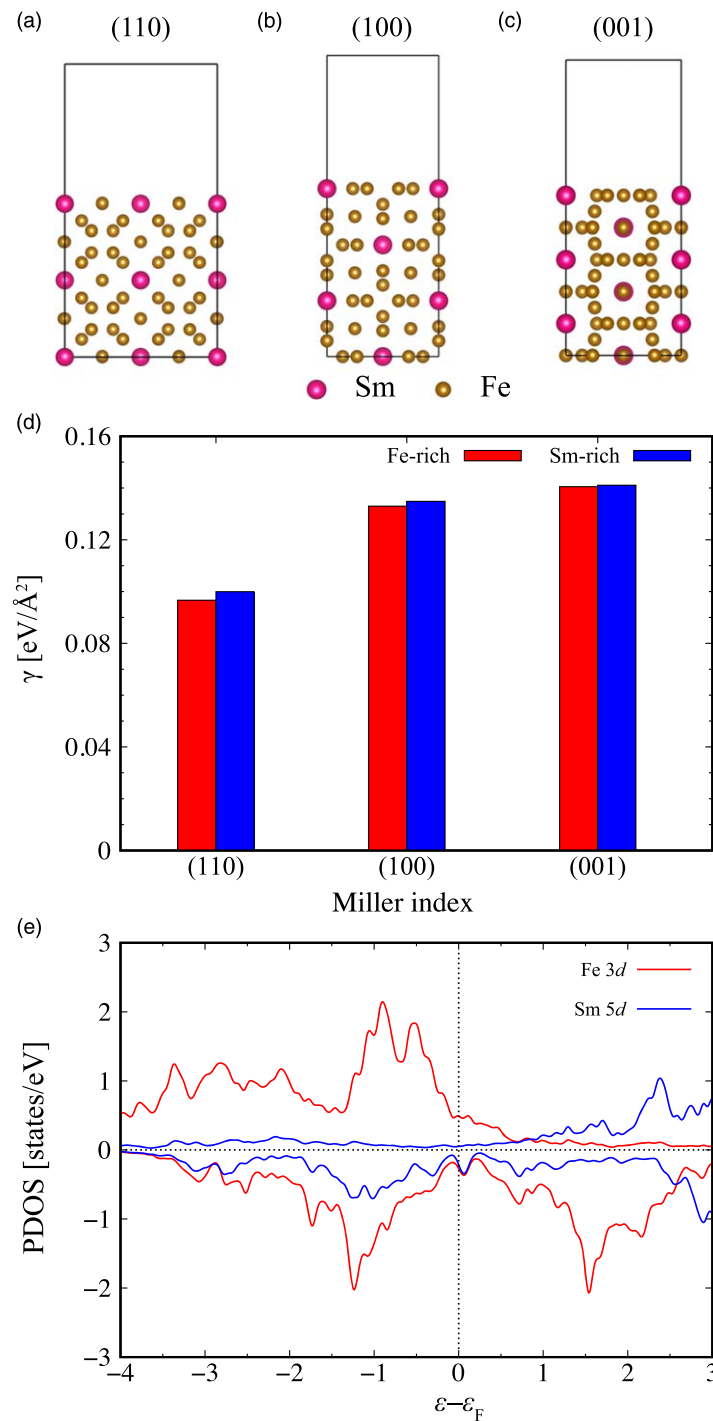 (a) (b) (c)
(110) (100) (001)
Sm Fe
(d)
0.16
Fe-rich Sm-rich
0.12
0.08
0.04
0
γ [eV/Å²]
(110) (100) (001)
Miller index
(e)
3
Fe 3d
2
Sm 5d
1
0
−1
−2
−3
PDOS [states/eV]
−4 −3 −2 −1 0 1 2 3
ε−ε_F